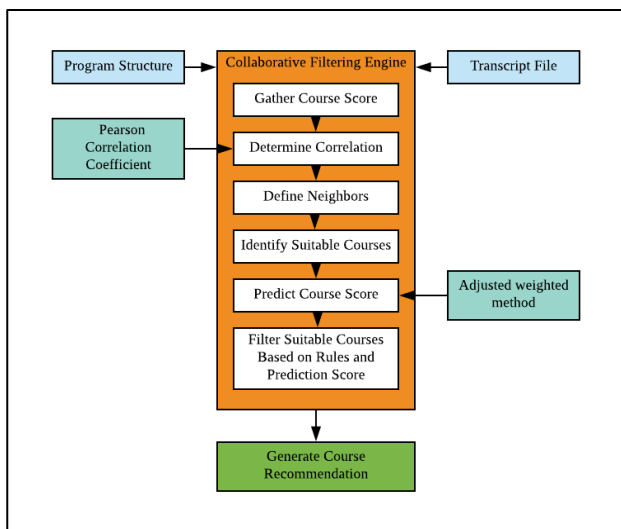 Program Structure
Collaborative Filtering Engine
Transcript File
Gather Course Score
Pearson
Correlation
Coefficient
Determine Correlation
Define Neighbors
Identify Suitable Courses
Predict Course Score
Adjusted weighted
method
Filter Suitable Courses
Based on Rules and
Prediction Score
Generate Course
Recommendation